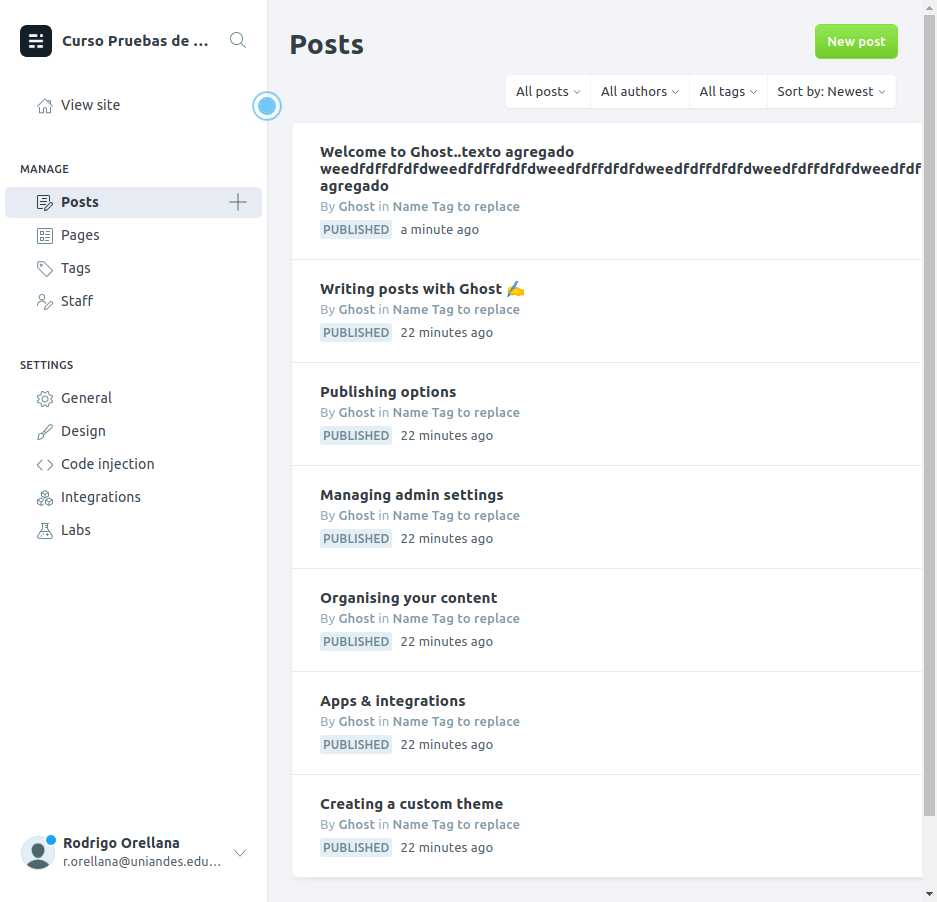 Curso Pruebas de ...
View site
MANAGE
Posts
Pages
Tags
Staff
SETTINGS
General
Design
Code injection
Integrations
Labs
Rodrigo Orellana
r.orellana@uniandes.edu...
Posts
New post
All posts
All authors
All tags
Sort by: Newest
Welcome to Ghost..texto agregado
weedfdffdfdfdweedfdffdfdfdweedfdffdfdfdweedfdffdfdfdweedfdffdfdfdweedfdf
agregado
By Ghost in Name Tag to replace
PUBLISHED a minute ago
Writing posts with Ghost ✍️
By Ghost in Name Tag to replace
PUBLISHED 22 minutes ago
Publishing options
By Ghost in Name Tag to replace
PUBLISHED 22 minutes ago
Managing admin settings
By Ghost in Name Tag to replace
PUBLISHED 22 minutes ago
Organising your content
By Ghost in Name Tag to replace
PUBLISHED 22 minutes ago
Apps & integrations
By Ghost in Name Tag to replace
PUBLISHED 22 minutes ago
Creating a custom theme
By Ghost in Name Tag to replace
PUBLISHED 22 minutes ago